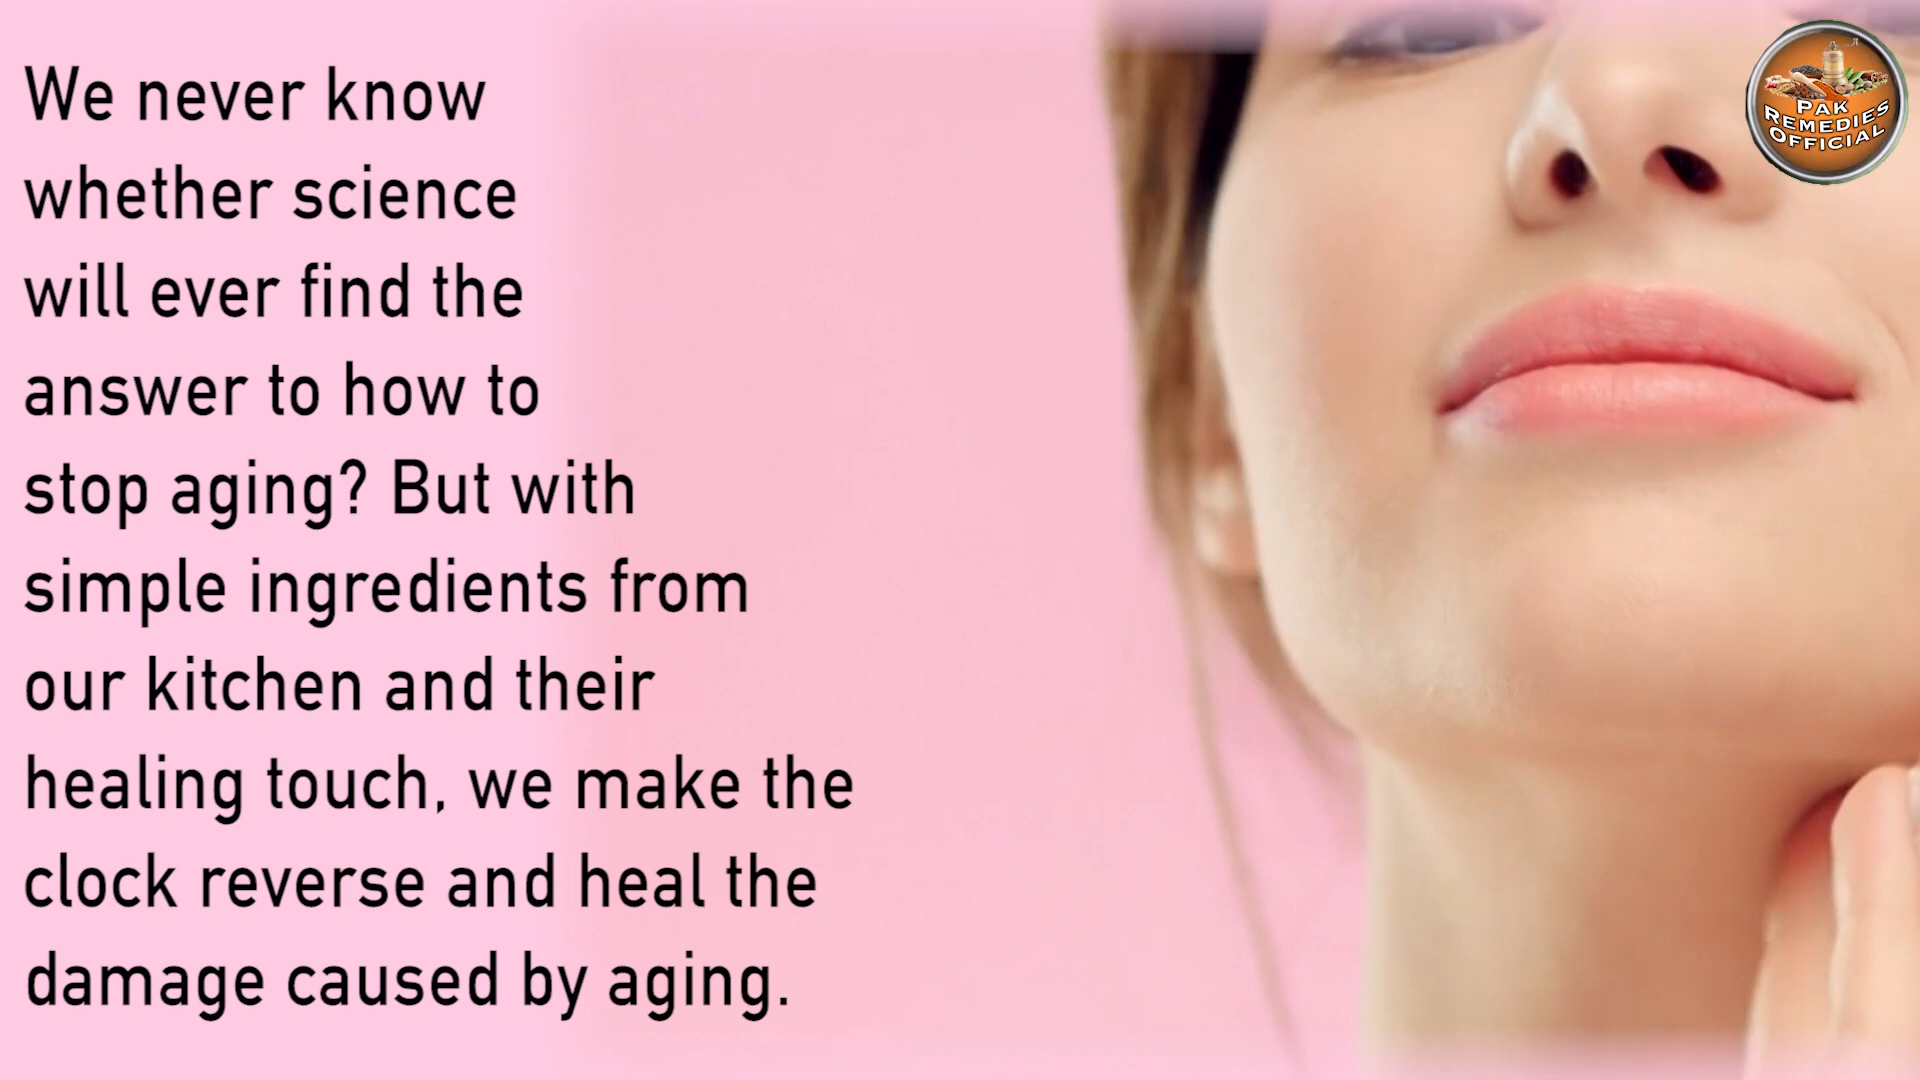 We never know
whether science
will ever find the
answer to how to
stop aging? But with
simple ingredients from
our kitchen and their
healing touch, we make the
clock reverse and heal the
damage caused by aging.
PAK
REMEDIES
OFFICIAL